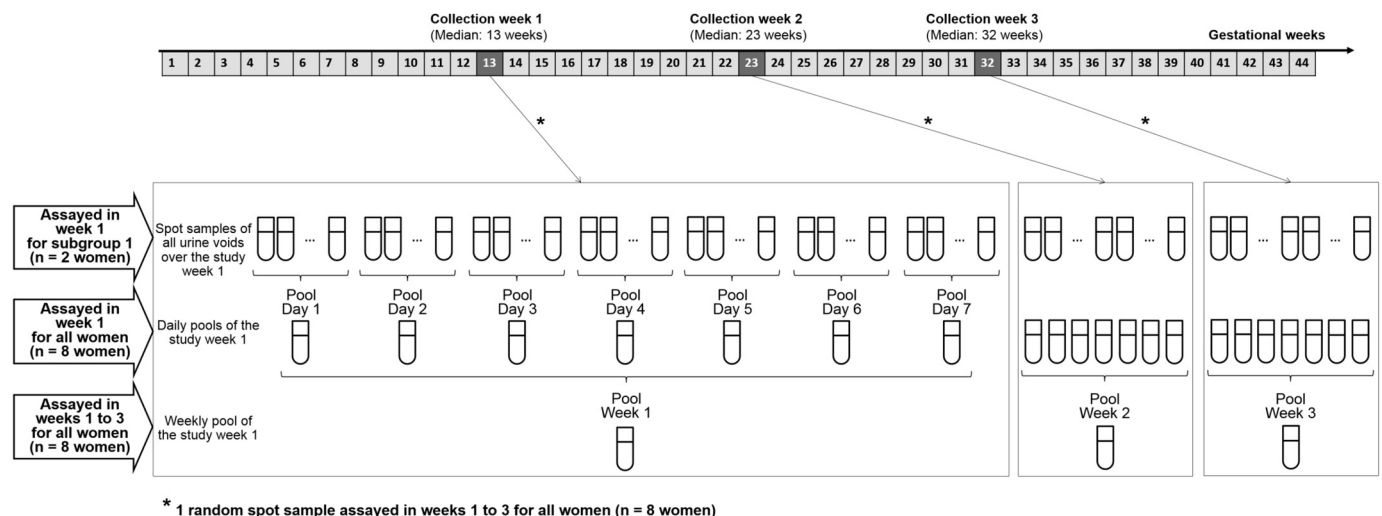 Collection week 1
(Median: 13 weeks)
Collection week 2
(Median: 23 weeks)
Collection week 3
(Median: 32 weeks)
Gestational weeks
1 2 3 4 5 6 7 8 9 10 11 12 13 14 15 16 17 18 19 20 21 22 23 24 25 26 27 28 29 30 31 32 33 34 35 36 37 38 39 40 41 42 43 44
* * *
Assayed in
week 1
for subgroup 1
(n = 2 women)
Spot samples of
all urine voids
over the study
week 1
... ... ... ... ... ... ... ... ... ... ...
Assayed in
week 1
for all women
(n = 8 women)
Daily pools of the
study week 1
Pool
Day 1
Pool
Day 2
Pool
Day 3
Pool
Day 4
Pool
Day 5
Pool
Day 6
Pool
Day 7
Assayed in
weeks 1 to 3
for all women
(n = 8 women)
Weekly pool of
the study week 1
Pool
Week 1
Pool
Week 2
Pool
Week 3
* 1 random spot sample assayed in weeks 1 to 3 for all women (n = 8 women)